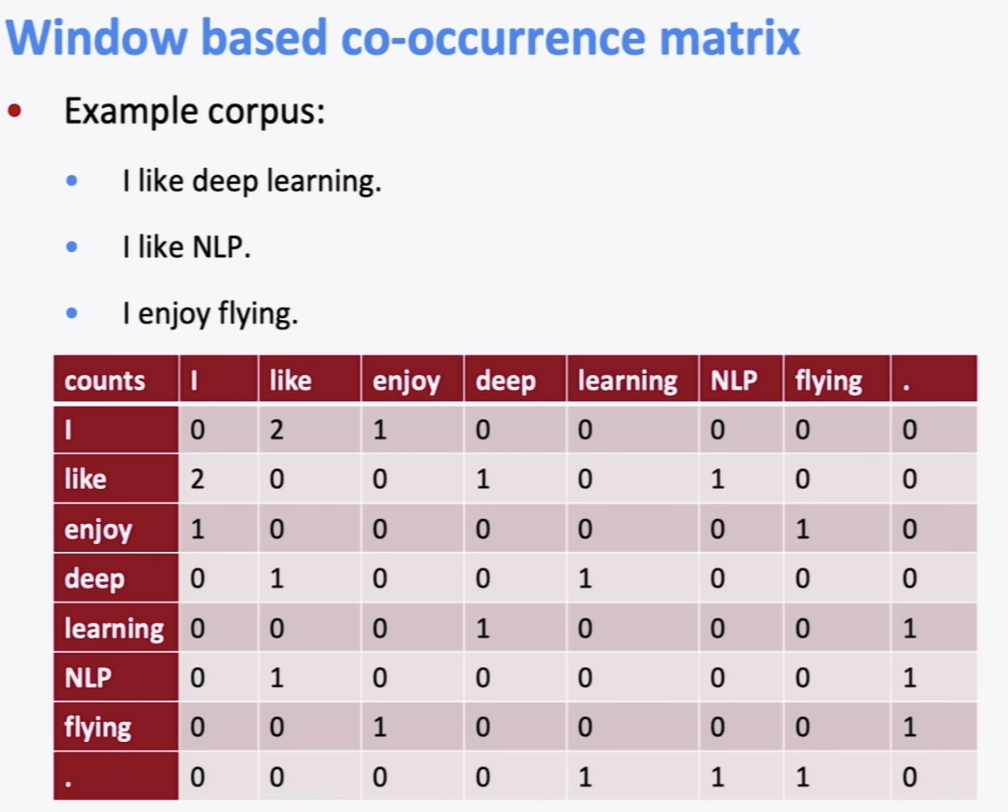 Window based co-occurrence matrix
• Example corpus:
• I like deep learning.
• I like NLP.
• I enjoy flying.
counts I like enjoy deep learning NLP flying .
I 0 2 1 0 0 0 0 0
like 2 0 0 1 0 1 0 0
enjoy 1 0 0 0 0 0 1 0
deep 0 1 0 0 1 0 0 0
learning 0 0 0 1 0 0 0 1
NLP 0 1 0 0 0 0 0 1
flying 0 0 1 0 0 0 0 1
. 0 0 0 0 1 1 1 0